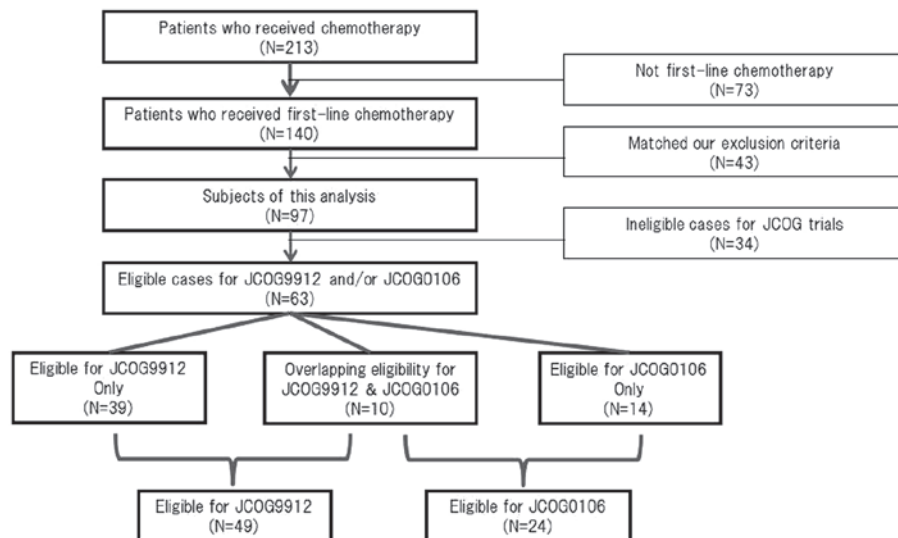 Patients who received chemotherapy
(N=213)
Not first-line chemotherapy
(N=73)
Patients who received first-line chemotherapy
(N=140)
Matched our exclusion criteria
(N=43)
Subjects of this analysis
(N=97)
Ineligible cases for JCOG trials
(N=34)
Eligible cases for JCOG9912 and/or JCOG0106
(N=63)
Eligible for JCOG9912
Only
(N=39)
Overlapping eligibility for
JCOG9912 & JCOG0106
(N=10)
Eligible for JCOG0106
Only
(N=14)
Eligible for JCOG9912
(N=49)
Eligible for JCOG0106
(N=24)